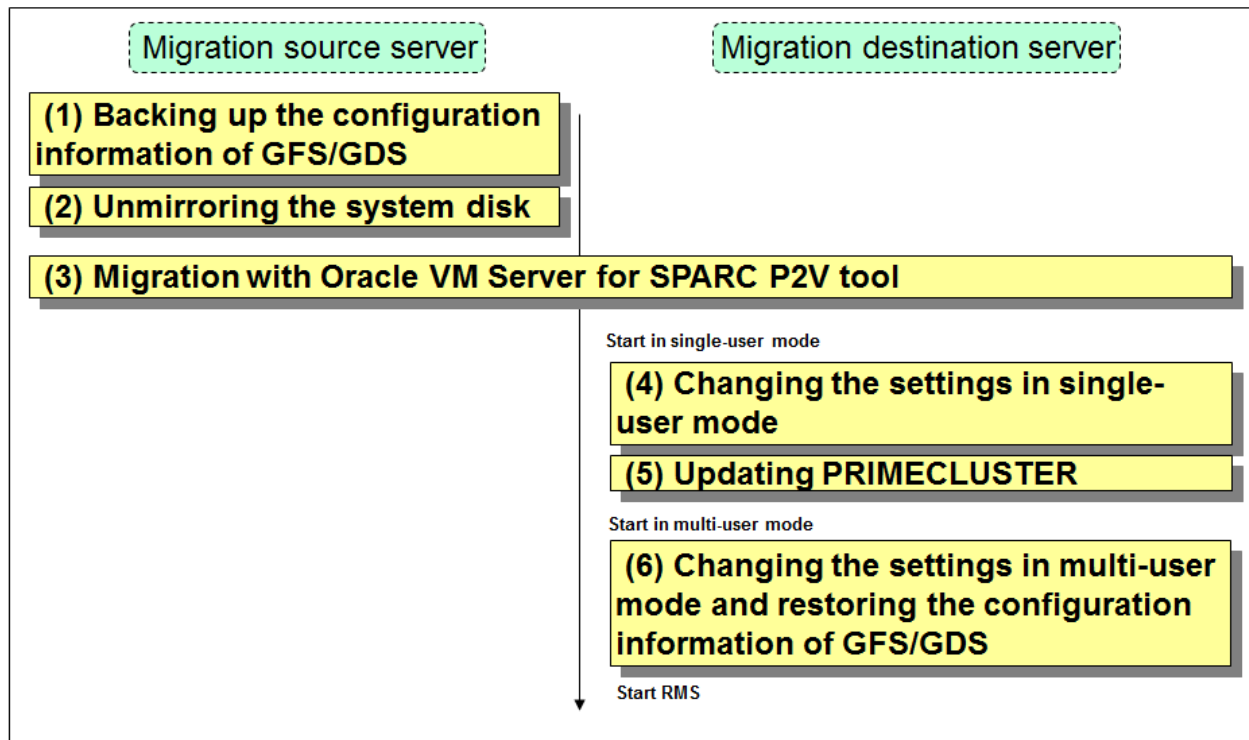 Migration source server
Migration destination server
(1) Backing up the configuration
information of GFS/GDS
(2) Unmirroring the system disk
(3) Migration with Oracle VM Server for SPARC P2V tool
Start in single-user mode
(4) Changing the settings in single-
user mode
(5) Updating PRIMECLUSTER
Start in multi-user mode
(6) Changing the settings in multi-user
mode and restoring the configuration
information of GFS/GDS
Start RMS